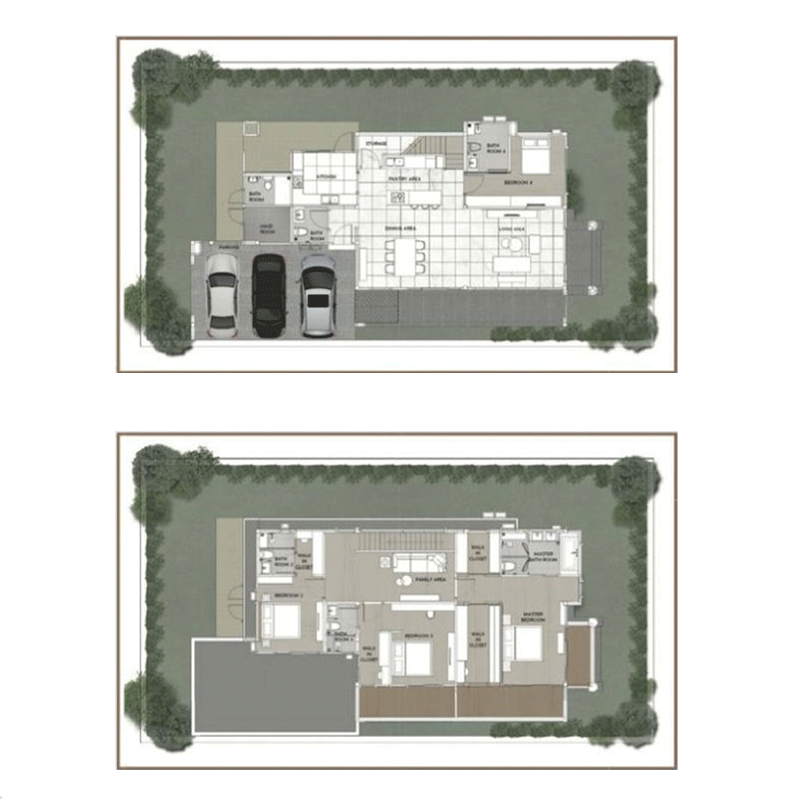 STORAGE
BATH
ROOM 4
KITCHEN
PANTRY AREA
BEDROOM 4
BATH
ROOM
MAID
ROOM
BATH
ROOM
DINING AREA
LIVING AREA
PARKING
BATH
ROOM 2
WALK
IN
CLOSET
WALK
IN
CLOSET
MASTER
BATH ROOM
FAMILY AREA
BEDROOM 2
MASTER
BEDROOM
BATH
ROOM 3
BEDROOM 3
WALK
IN
CLOSET
WALK
IN
CLOSET